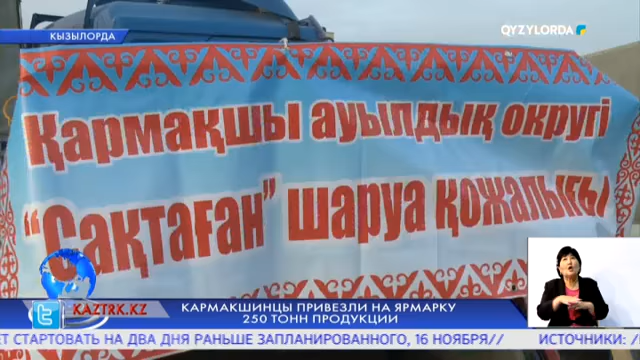 КЫЗЫЛОРДА
QYZYLORDA
Қармақшы ауылдық округі
"Сақтаған" шаруа қожалығы
KAZTRK.KZ
КАРМАКШИНЦЫ ПРИВЕЗЛИ НА ЯРМАРКУ
250 ТОНН ПРОДУКЦИИ
ЕТ СТАРТОВАТЬ НА ДВА ДНЯ РАНЬШЕ ЗАПЛАНИРОВАННОГО, 16 НОЯБРЯ// ИСТОЧНИКИ: /